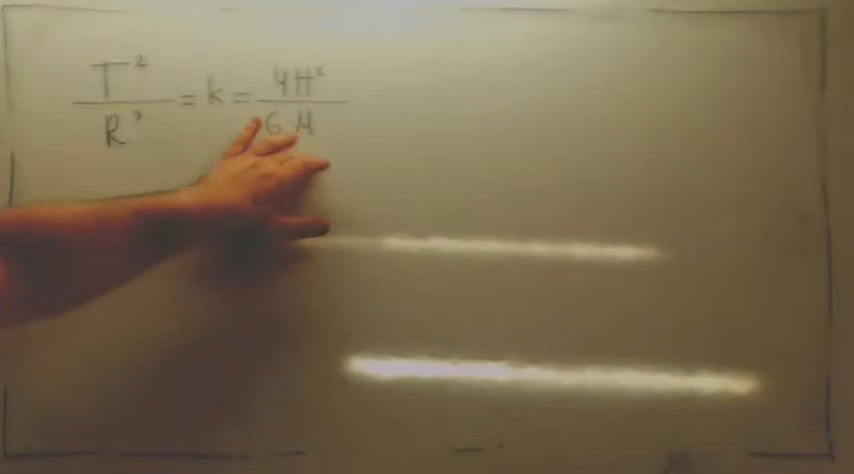 T² / R³ = k = 4π² / GM